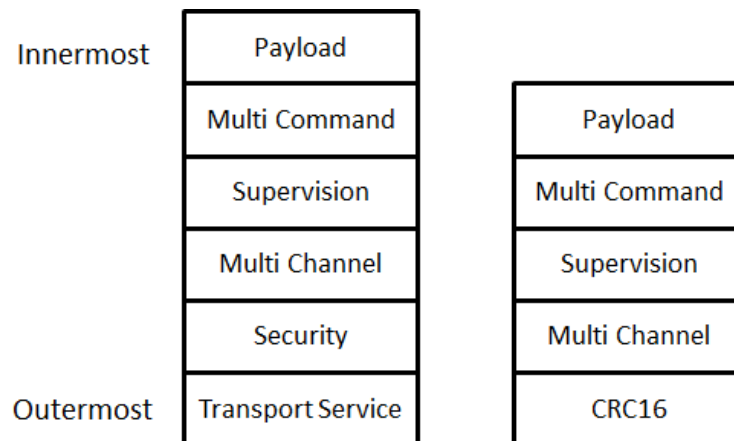 Innermost
Payload
Multi Command
Payload
Supervision
Multi Command
Multi Channel
Supervision
Security
Multi Channel
Outermost
Transport Service
CRC16